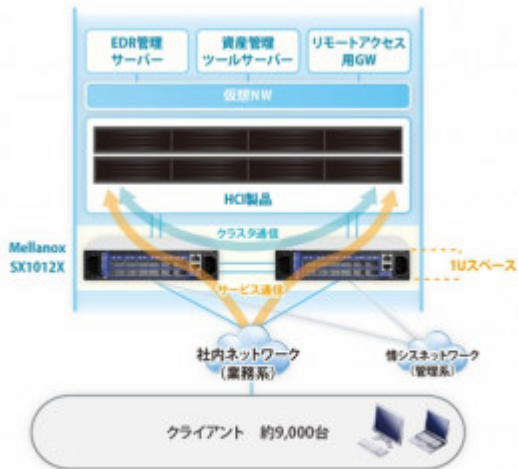 EDR管理
サーバー
資産管理
ツールサーバー
リモートアクセス
用GW
仮想NW
HCI製品
クラスタ通信
Mellanox
SX1012X
1Uスペース
サービス通信
社内ネットワーク
(業務系)
情シスネットワーク
(管理系)
クライアント 約9,000台